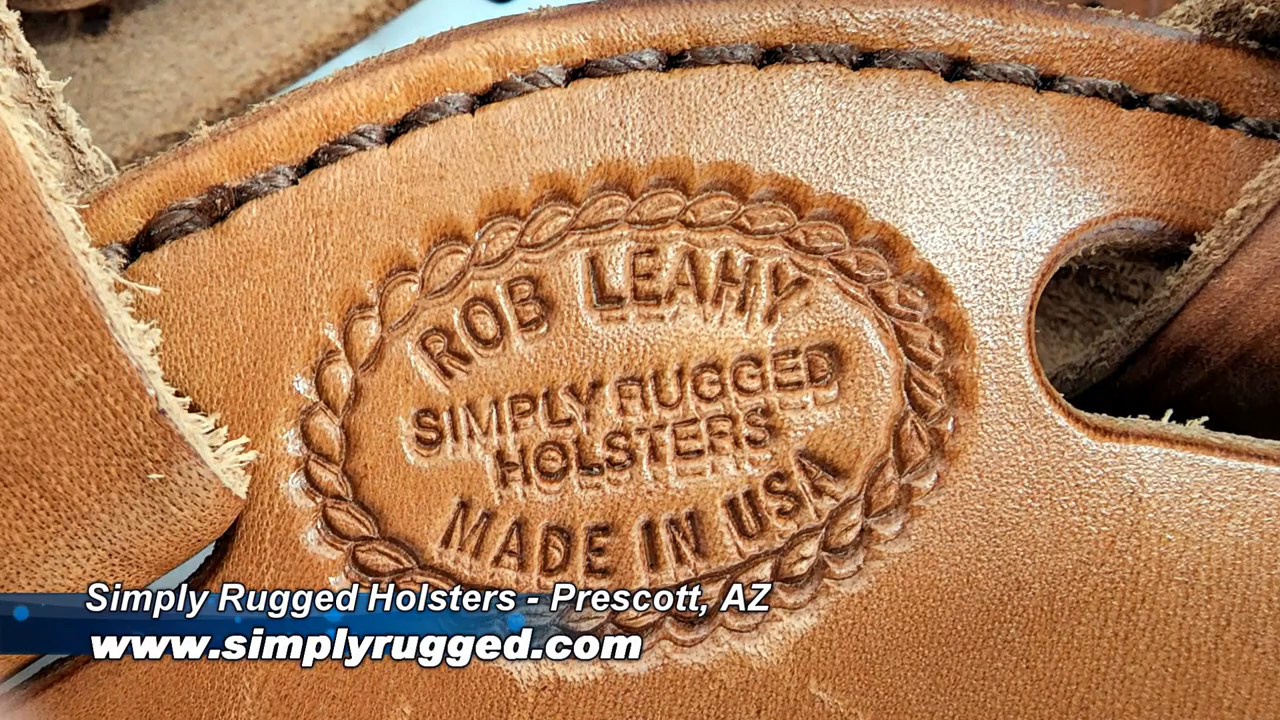 ROB LEAHY
SIMPLY RUGGED
HOLSTERS
MADE IN USA
Simply Rugged Holsters - Prescott, AZ
www.simplyrugged.com